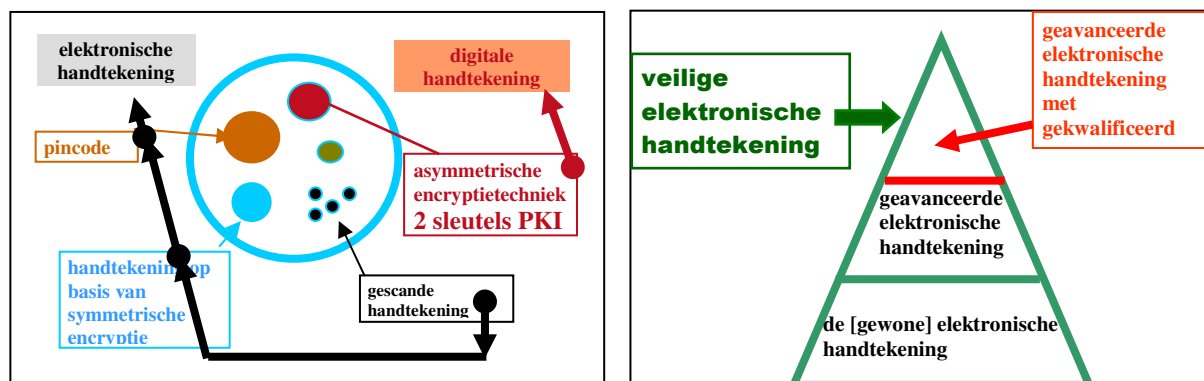 elektronische
handtekening
digitale
handtekening
pincode
asymmetrische
encryptietechniek
2 sleutels PKI
handtekening op
basis van
symmetrische
encryptie
gescande
handtekening
veilige
elektronische
handtekening
geavanceerde
elektronische
handtekening
met
gekwalificeerd
geavanceerde
elektronische
handtekening
de [gewone] elektronische
handtekening